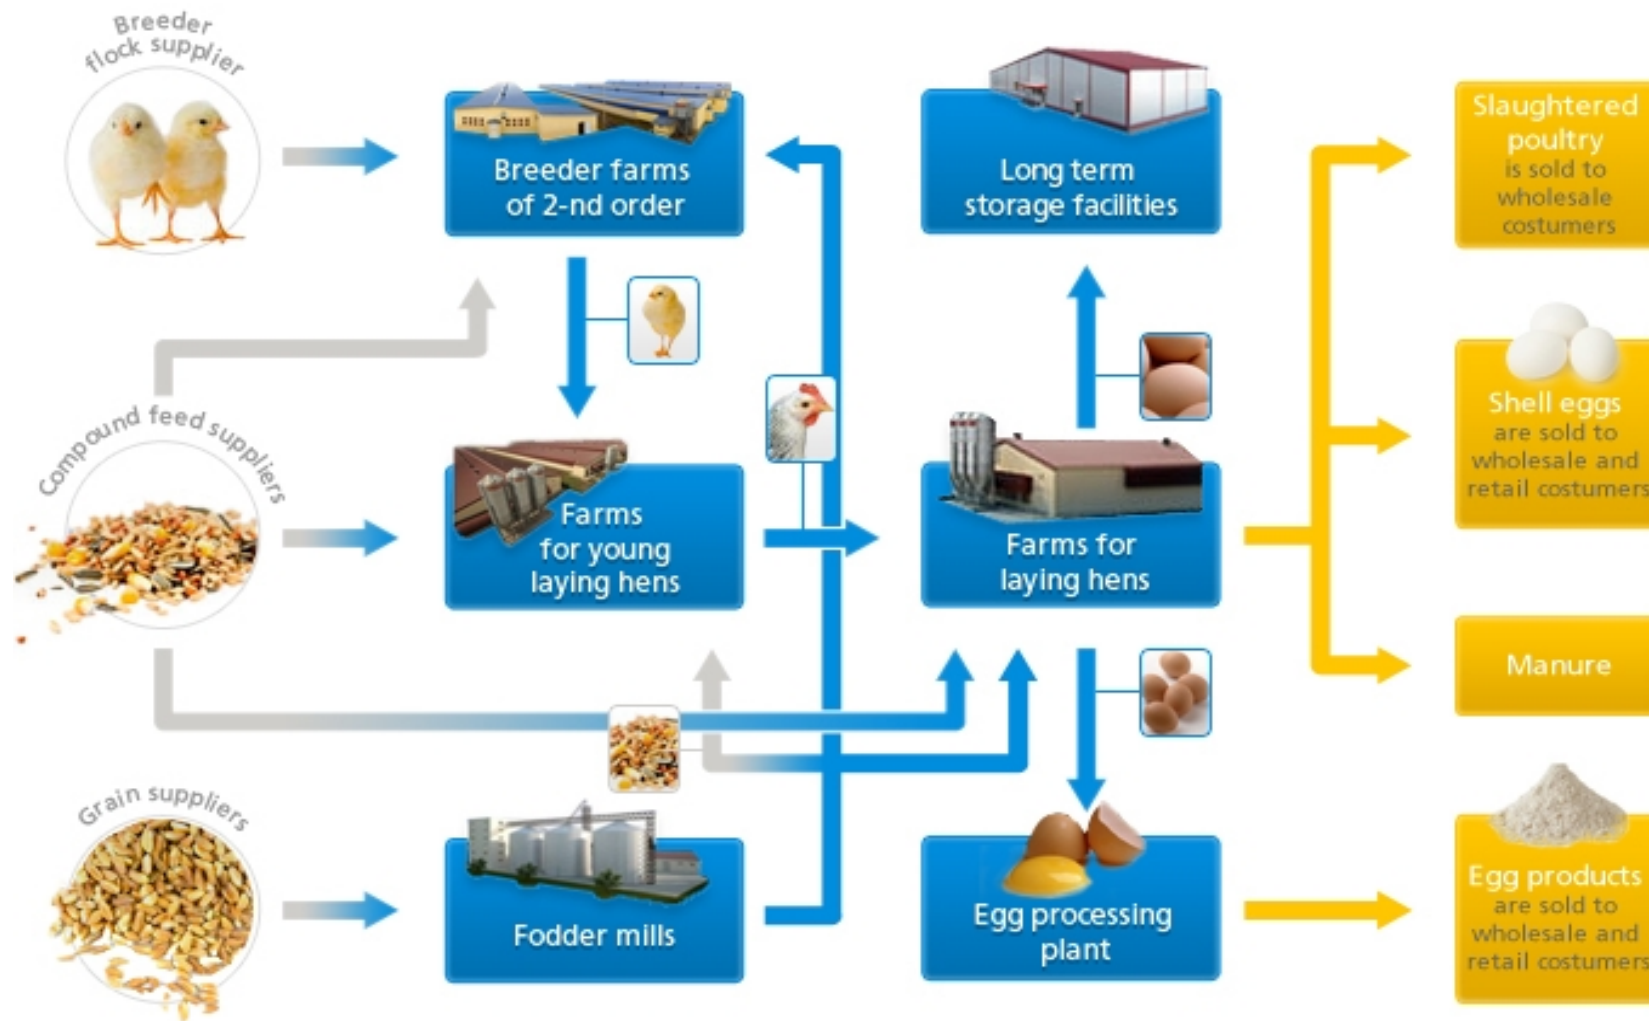 Breeder
flock supplier
Breeder farms
of 2-nd order
Long term
storage facilities
Slaughtered
poultry
is sold to
wholesale
costumers
Compound feed suppliers
Farms
for young
laying hens
Farms for
laying hens
Shell eggs
are sold to
wholesale and
retail costumers
Manure
Grain suppliers
Fodder mills
Egg processing
plant
Egg products
are sold to
wholesale and
retail costumers